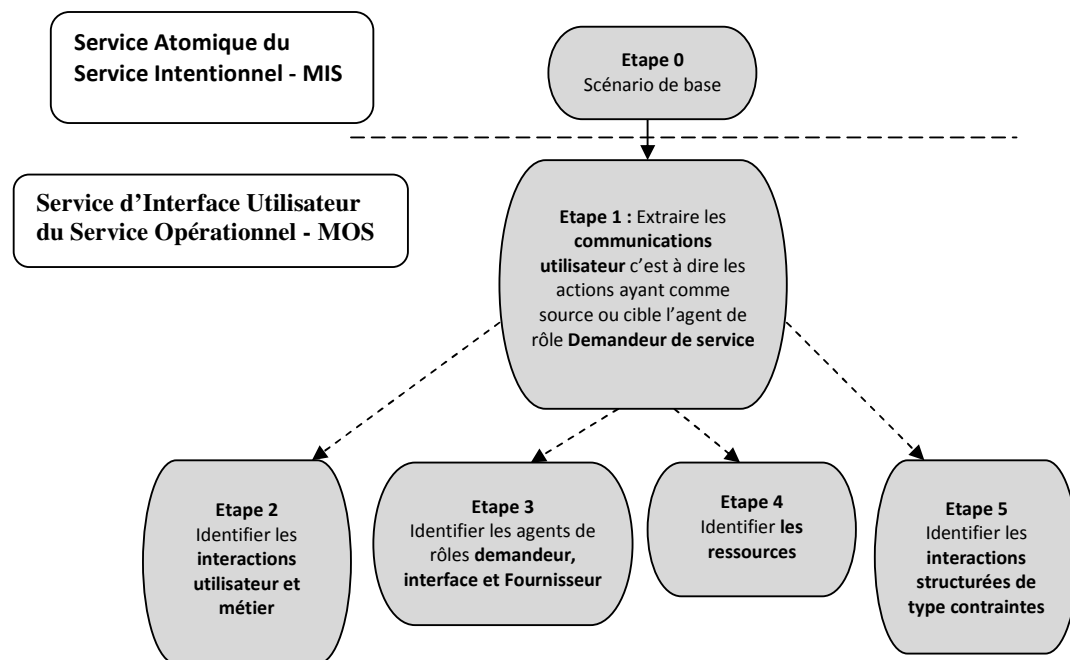 Service Atomique du
Service Intentionnel - MIS
Etape 0
Scénario de base
Service d’Interface Utilisateur
du Service Opérationnel - MOS
Etape 1 : Extraire les
communications
utilisateur c’est à dire les
actions ayant comme
source ou cible l’agent de
rôle Demandeur de service
Etape 2
Identifier les
interactions
utilisateur et
métier
Etape 3
Identifier les agents de
rôles demandeur,
interface et Fournisseur
Etape 4
Identifier les
ressources
Etape 5
Identifier les
interactions
structurées de
type contraintes